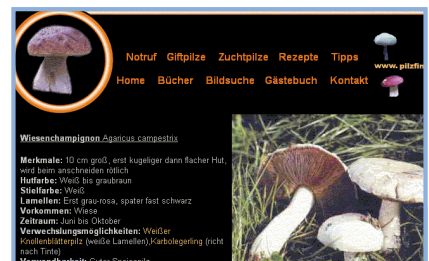 Notruf Giftpilze Zuchtpilze Rezepte Tipps
www.pilzfin
Home Bücher Bildsuche Gästebuch Kontakt
Wiesenchampignon Agaricus campestrix
Merkmale: 10 cm groß, erst kugeliger dann flacher Hut,
wird beim anschneiden rötlich
Hutfarbe: Weiß bis graubraun
Stielfarbe: Weiß
Lamellen: Erst grau-rosa, spater fast schwarz
Vorkommen: Wiese
Zeitraum: Juni bis Oktober
Verwechslungsmöglichkeiten: Weißer
Knollenblätterpilz (weiße Lamellen),Karbolegerling (richt
nach Tinte)